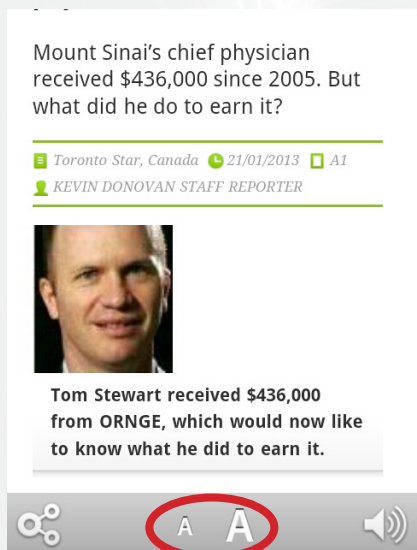 Mount Sinai’s chief physician
received $436,000 since 2005. But
what did he do to earn it?
Toronto Star, Canada 21/01/2013 A1
KEVIN DONOVAN STAFF REPORTER
Tom Stewart received $436,000
from ORNGE, which would now like
to know what he did to earn it.
A A